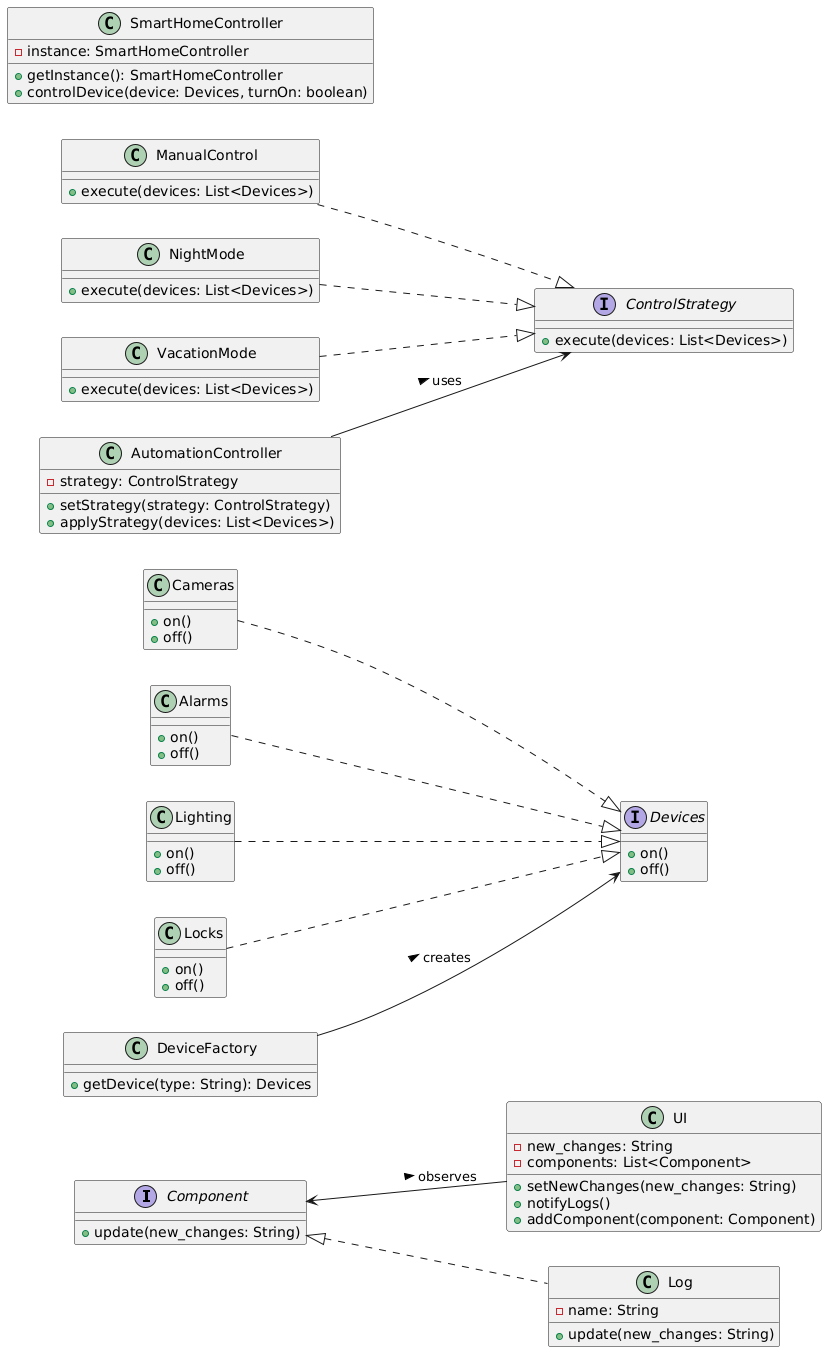 SmartHomeController
instance: SmartHomeController
getInstance(): SmartHomeController
controlDevice(device: Devices, turnOn: boolean)
ManualControl
execute(devices: List<Devices>)
NightMode
execute(devices: List<Devices>)
VacationMode
execute(devices: List<Devices>)
ControlStrategy
execute(devices: List<Devices>)
uses
AutomationController
strategy: ControlStrategy
setStrategy(strategy: ControlStrategy)
applyStrategy(devices: List<Devices>)
Cameras
on()
off()
Alarms
on()
off()
Lighting
on()
off()
Devices
on()
off()
Locks
on()
off()
creates
DeviceFactory
getDevice(type: String): Devices
UI
new_changes: String
components: List<Component>
setNewChanges(new_changes: String)
notifyLogs()
addComponent(component: Component)
observes
Component
update(new_changes: String)
Log
name: String
update(new_changes: String)